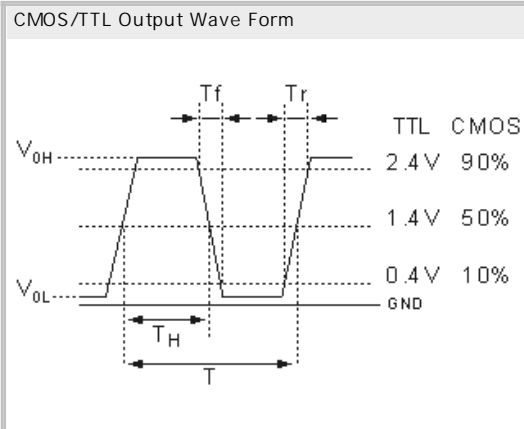 CMOS/TTL Output Wave Form
Tf Tr
TTL CMOS
V0H
2.4V 90%
1.4V 50%
0.4V 10%
V0L
GND
TH
T